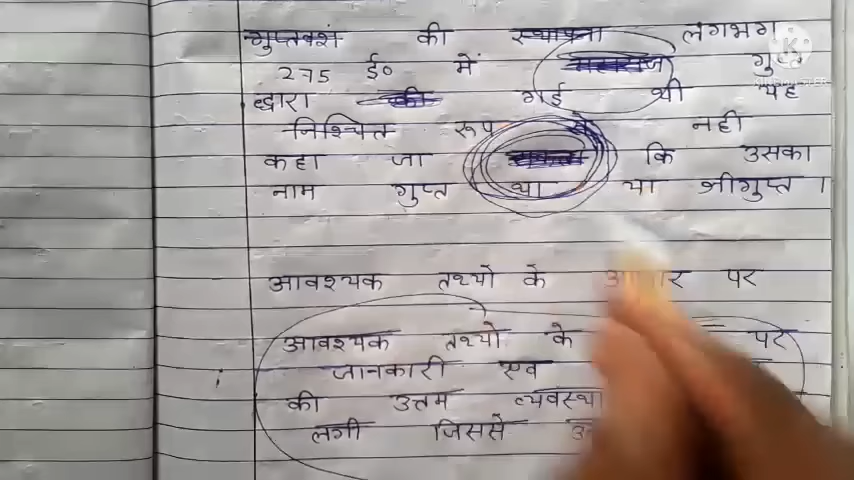 गुप्तवशं की स्थापना लगभग
275 ई० में
द्धारा गई थी यह
निश्चित रूप से नही
कहा जा कि उसका
नाम गुप्त था या श्रीगुप्त ।
आवश्यक तथ्यो के पर
आवश्यक तथ्यो के पर
जानकारी एव
की उत्तम व्यवस्था
लगी जिससे